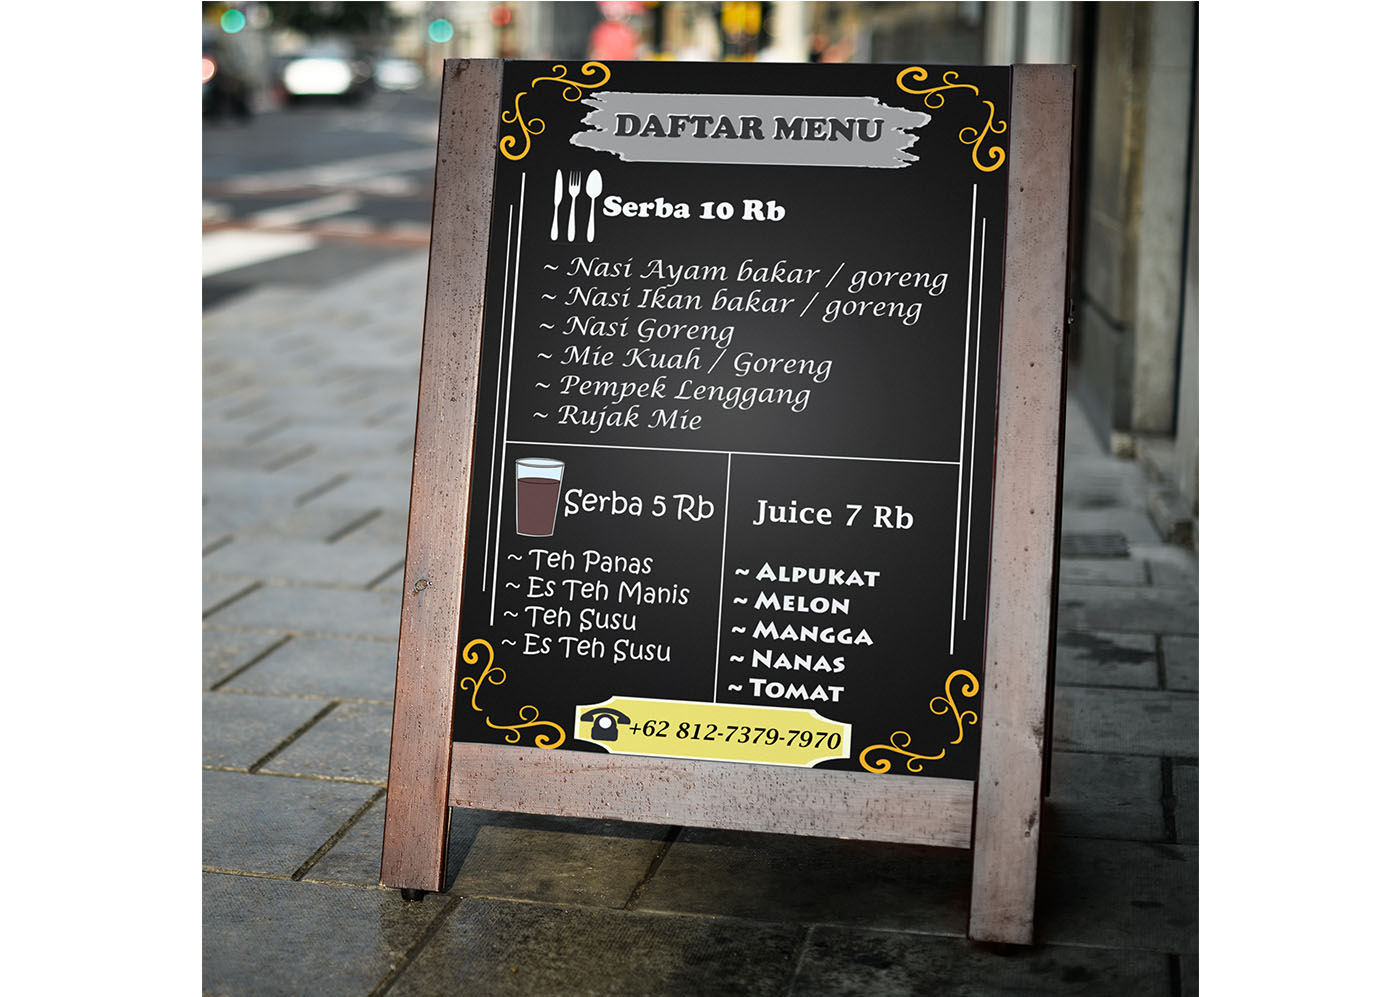 DAFTAR MENU
Serba 10 Rb
~ Nasi Ayam bakar / goreng
~ Nasi Ikan bakar / goreng
~ Nasi Goreng
~ Mie Kuah / Goreng
~ Pempek Lenggang
~ Rujak Mie
Serba 5 Rb
~ Teh Panas
~ Es Teh Manis
~ Teh Susu
~ Es Teh Susu
Juice 7 Rb
~ ALPUKAT
~ MELON
~ MANGGA
~ NANAS
~ TOMAT
+62 812-7379-7970